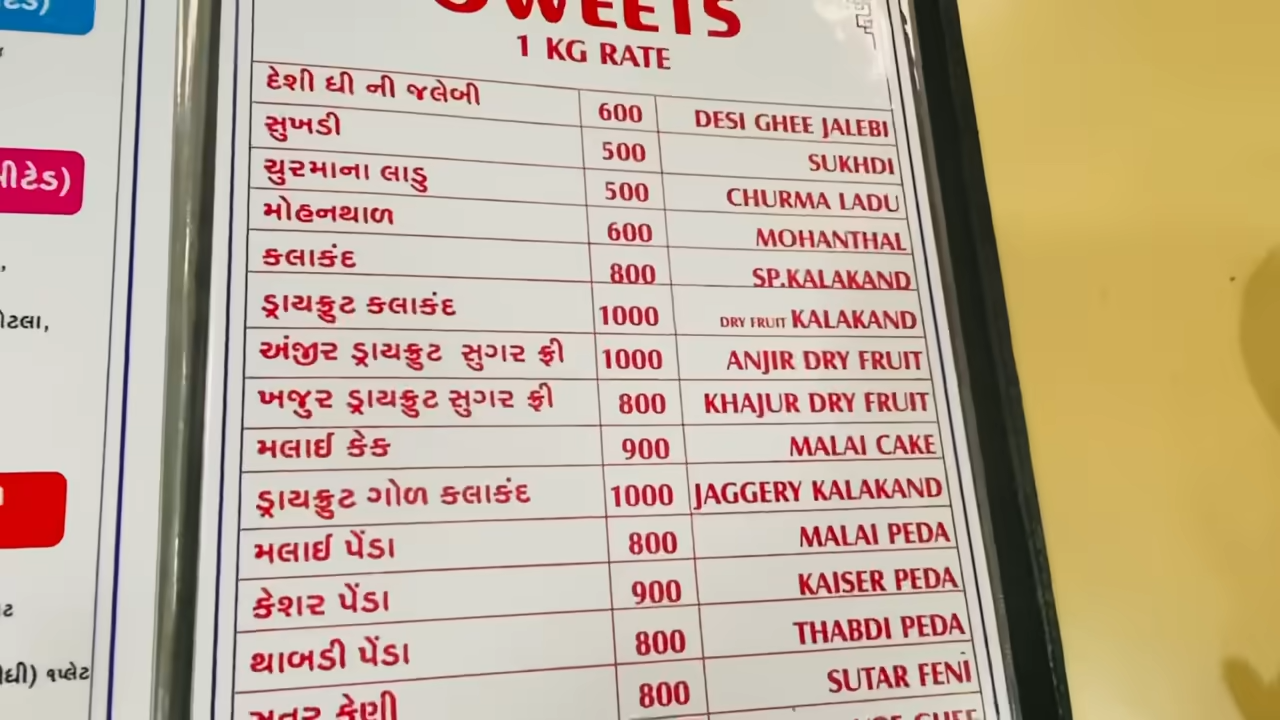 SWEETS
1 KG RATE
દેશી ઘી ની જલેબી 600 DESI GHEE JALEBI
સુખડી 500 SUKHDI
ચુરમાના લાડુ 500 CHURMA LADU
મોહનથાળ 600 MOHANTHAL
કલાકંદ 800 SP.KALAKAND
ડ્રાયફ્રુટ કલાકંદ 1000 DRY FRUIT KALAKAND
અંજીર ડ્રાયફ્રુટ સુગર ફ્રી 1000 ANJIR DRY FRUIT
ખજુર ડ્રાયફ્રુટ સુગર ફ્રી 800 KHAJUR DRY FRUIT
મલાઈ કેક 900 MALAI CAKE
ડ્રાયફ્રુટ ગોળ કલાકંદ 1000 JAGGERY KALAKAND
મલાઈ પેંડા 800 MALAI PEDA
કેશર પેંડા 900 KAISER PEDA
થાબડી પેંડા 800 THABDI PEDA
સુતર ફેણી 800 SUTAR FENI
GHEE
૧પ્લેટ